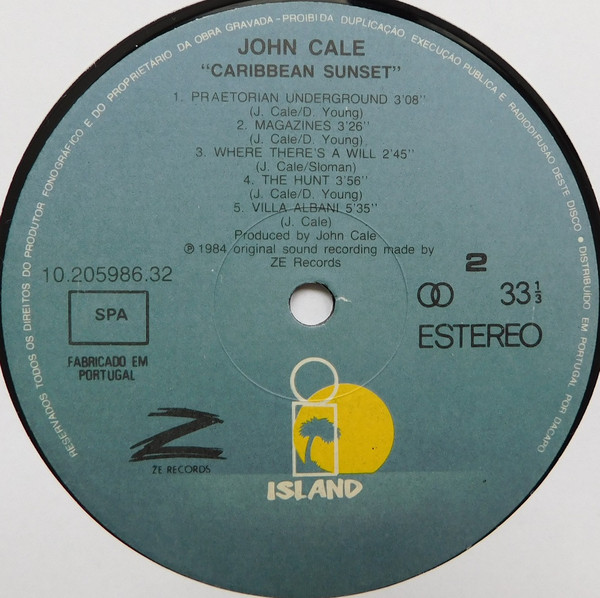 RESERVADOS TODOS OS DIREITOS DO PRODUTOR FONOGRÁFICO E DO PROPRIETÁRIO DA OBRA GRAVADA - PROIBIDA DUPLICAÇÃO, EXECUÇÃO PUBLICA E RADIODIFUSÃO DESTE DISCO • DISTRIBUIDO EM PORTUGAL POR DACAPO
JOHN CALE
"CARIBBEAN SUNSET"
1. PRAETORIAN UNDERGROUND 3'08''
(J. Cale/D. Young)
2. MAGAZINES 3'26''
(J. Cale/D. Young)
3. WHERE THERE'S A WILL 2'45''
(J. Cale/Sloman)
4. THE HUNT 3'56''
(J. Cale/D. Young)
5. VILLA ALBANI 5'35''
(J. Cale)
Produced by John Cale
℗ 1984 original sound recording made by
ZE Records
10.205986.32
2
SPA
33 1/3
ESTEREO
FABRICADO EM
PORTUGAL
Z
ZE RECORDS
i
ISLAND